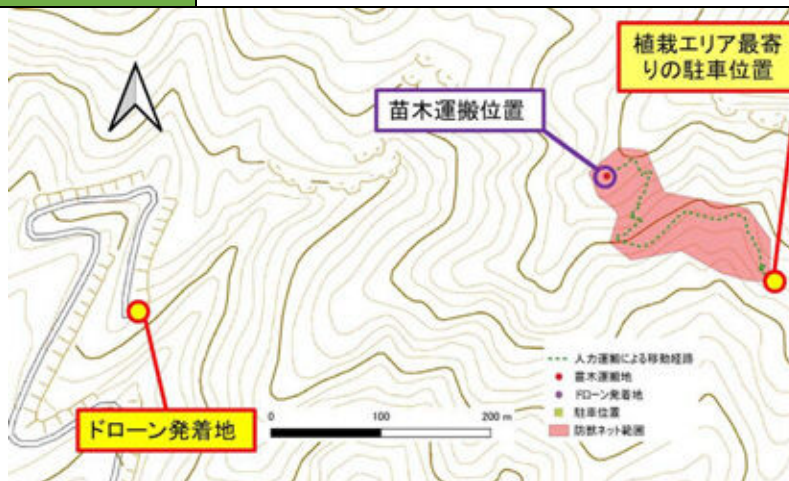 植栽エリア最寄
りの駐車位置
苗木運搬位置
ドローン発着地
0 100 200 m
人力運搬による移動経路
苗木運搬地
ドローン発着地
駐車位置
防獣ネット範囲